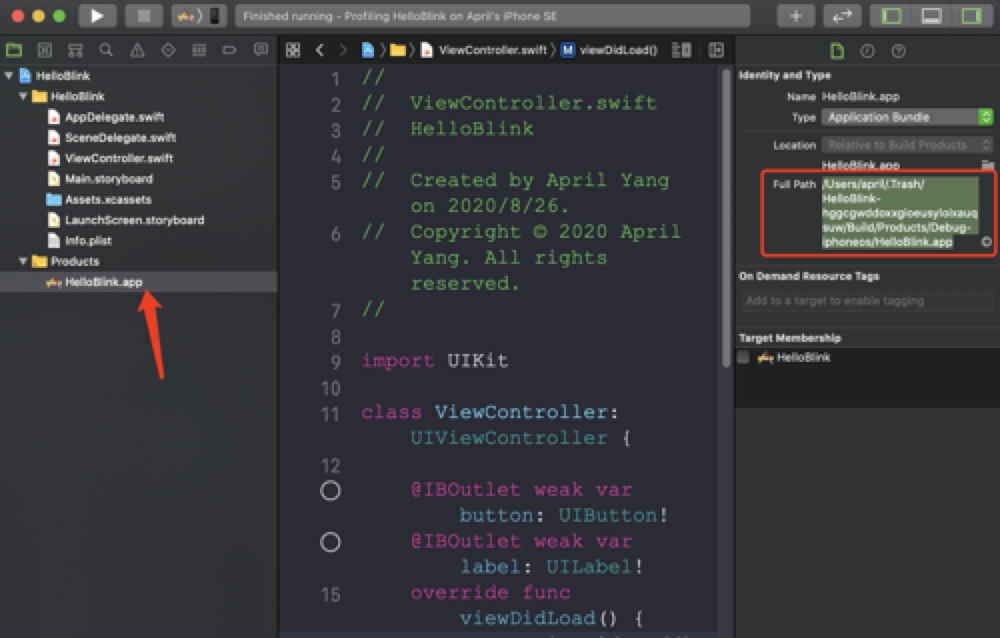 Finished running - Profiling HelloBlink on April's iPhone SE
ViewController.swift
M viewDidLoad()
HelloBlink
HelloBlink
AppDelegate.swift
SceneDelegate.swift
ViewController.swift
Main.storyboard
Assets.xcassets
LaunchScreen.storyboard
Info.plist
Products
HelloBlink.app
1 //
2 // ViewController.swift
3 // HelloBlink
4 //
5 // Created by April Yang
on 2020/8/26.
6 // Copyright © 2020 April
Yang. All rights
reserved.
7 //
8
9 import UIKit
10
11 class ViewController:
UIViewController {
12
@IBOutlet weak var
button: UIButton!
@IBOutlet weak var
label: UILabel!
15 override func
viewDidLoad() {
Identity and Type
Name HelloBlink.app
Type Application Bundle
Location Relative to Build Products
HelloBlink.app
Full Path /Users/april/.Trash/
HelloBlink-
hggcgwddoxxgioeusyloixauq
suw/Build/Products/Debug-
iphoneos/HelloBlink.app
On Demand Resource Tags
Add to a target to enable tagging
Target Membership
HelloBlink